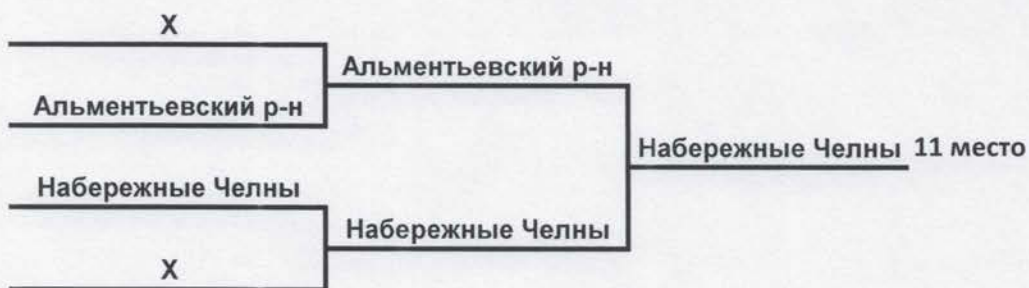 X
Альментьевский р-н
Альментьевский р-н
Набережные Челны 11 место
Набережные Челны
Набережные Челны
X